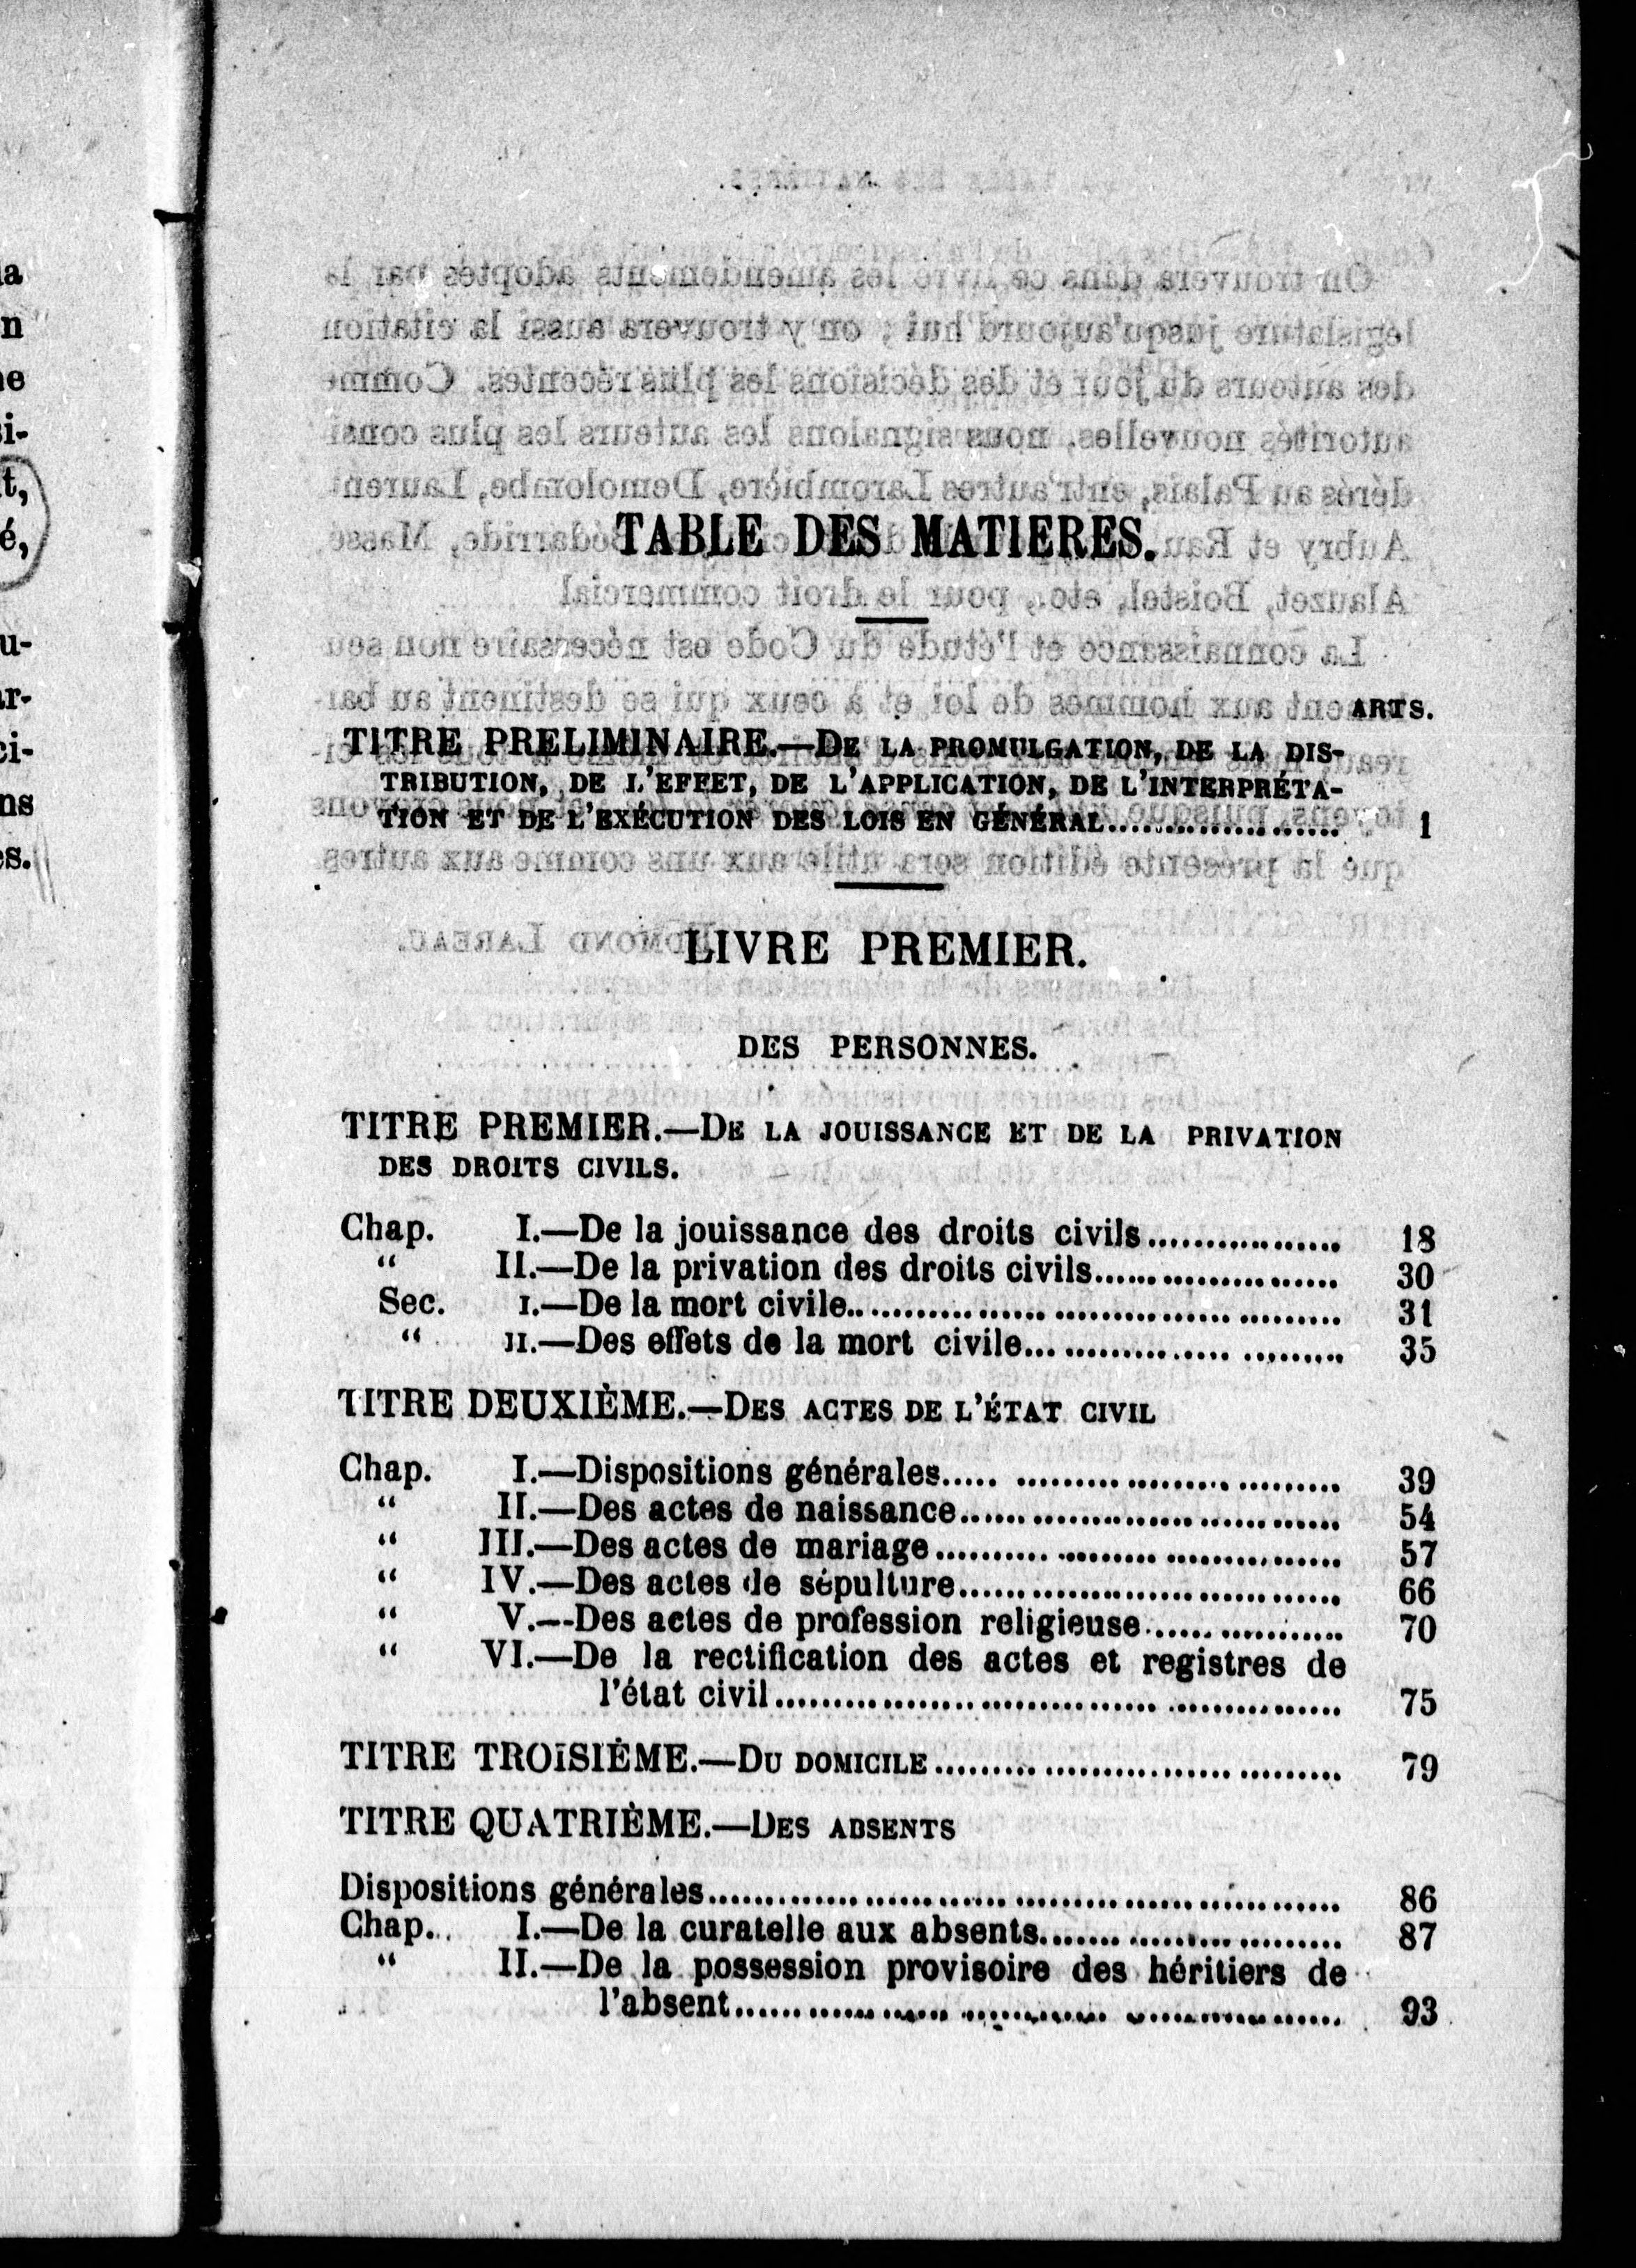 TABLE DES MATIERES.
ARTS.
TITRE PRELIMINAIRE.—DE LA PROMULGATION, DE LA DIS-
TRIBUTION, DE L'EFFET, DE L'APPLICATION, DE L'INTERPRÉTA-
TION ET DE L'EXÉCUTION DES LOIS EN GÉNÉRAL.................... 1
LIVRE PREMIER.
DES PERSONNES.
TITRE PREMIER.—DE LA JOUISSANCE ET DE LA PRIVATION
DES DROITS CIVILS.
Chap. I.—De la jouissance des droits civils................. 18
“ II.—De la privation des droits civils..................... 30
Sec. I.—De la mort civile.......................................... 31
“ II.—Des effets de la mort civile........................... 35
TITRE DEUXIÈME.—DES ACTES DE L'ÉTAT CIVIL
Chap. I.—Dispositions générales.................................. 39
“ II.—Des actes de naissance................................. 54
“ III.—Des actes de mariage................................... 57
“ IV.—Des actes de sépulture................................. 66
“ V.—Des actes de profession religieuse.................. 70
“ VI.—De la rectification des actes et registres de
l'état civil.................................................. 75
TITRE TROISIÈME.—DU DOMICILE.................................... 79
TITRE QUATRIÈME.—DES ABSENTS
Dispositions générales........................................................ 86
Chap. I.—De la curatelle aux absents.......................... 87
“ II.—De la possession provisoire des héritiers de
l'absent...................................................... 93
la
n
ne
si-
t,
é,
u-
ar-
ci-
ns
es.